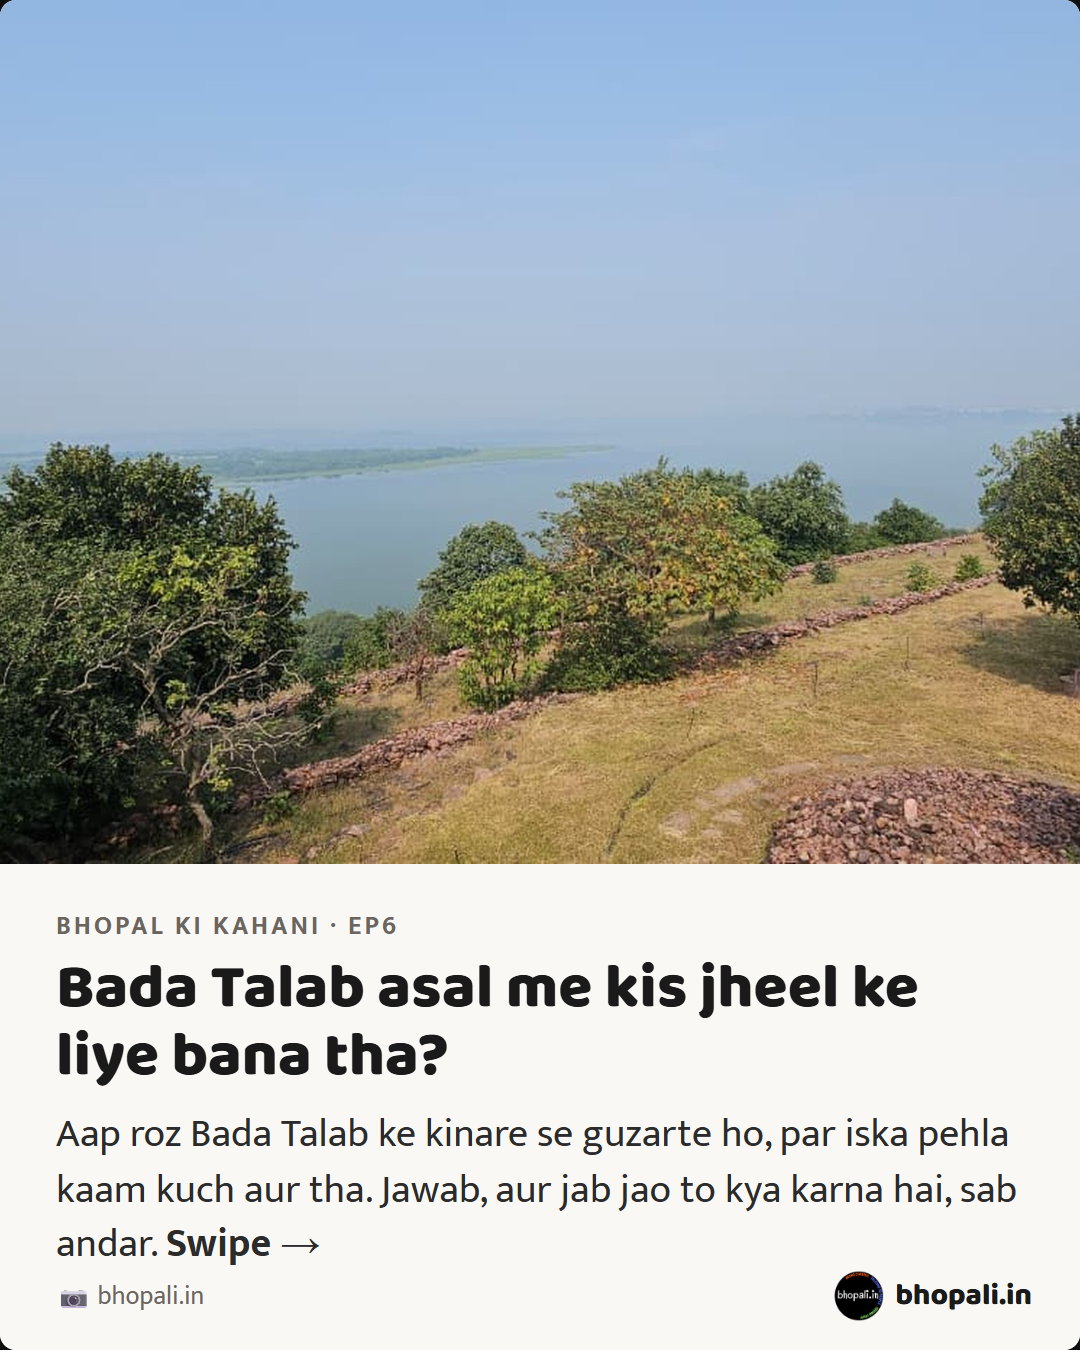 BHOPAL KI KAHANI · EP6
Bada Talab asal me kis jheel ke
liye bana tha?
Aap roz Bada Talab ke kinare se guzarte ho, par iska pehla
kaam kuch aur tha. Jawab, aur jab jao to kya karna hai, sab
andar. Swipe →
📷 bhopali.in
bhopali.in
bhopali.in